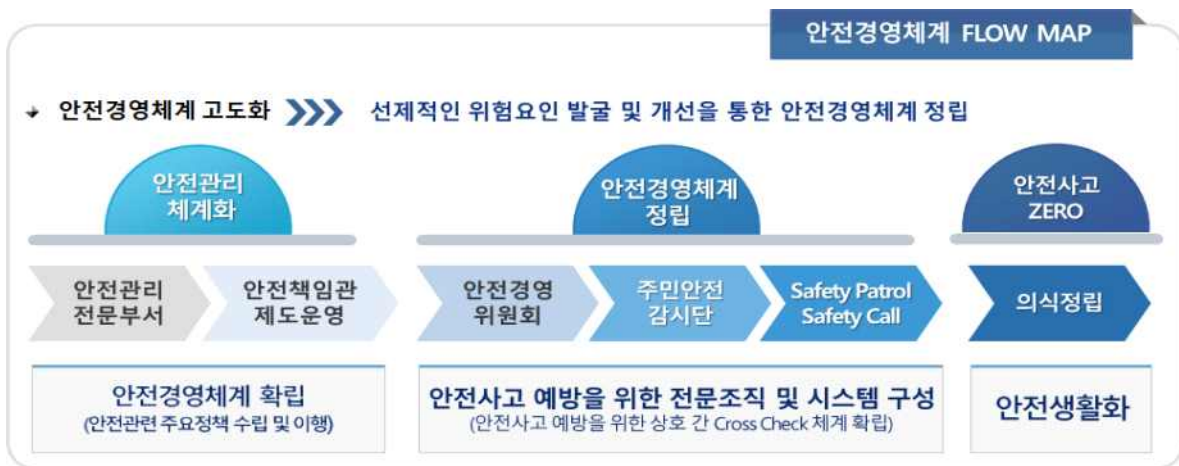 안전경영체계 FLOW MAP
안전경영체계 고도화 선제적인 위험요인 발굴 및 개선을 통한 안전경영체계 정립
안전관리
체계화
안전경영체계
정립
안전사고
ZERO
안전관리
전문부서
안전책임관
제도운영
안전경영
위원회
주민안전
감시단
Safety Patrol
Safety Call
의식정립
안전경영체계 확립
(안전관련 주요정책 수립 및 이행)
안전사고 예방을 위한 전문조직 및 시스템 구성
(안전사고 예방을 위한 상호 간 Cross Check 체계 확립)
안전생활화